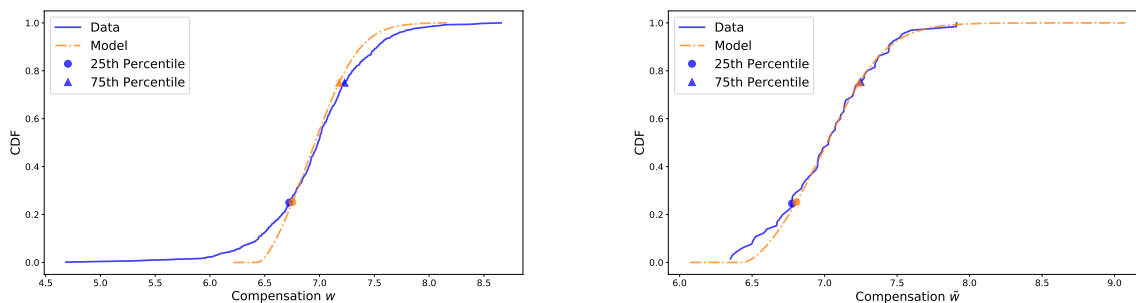 1.0
0.8
0.6
0.4
0.2
0.0
CDF
Data
Model
25th Percentile
75th Percentile
4.5 5.0 5.5 6.0 6.5 7.0 7.5 8.0 8.5
Compensation w
1.0
0.8
0.6
0.4
0.2
0.0
CDF
Data
Model
25th Percentile
75th Percentile
6.0 6.5 7.0 7.5 8.0 8.5 9.0
Compensation w̃